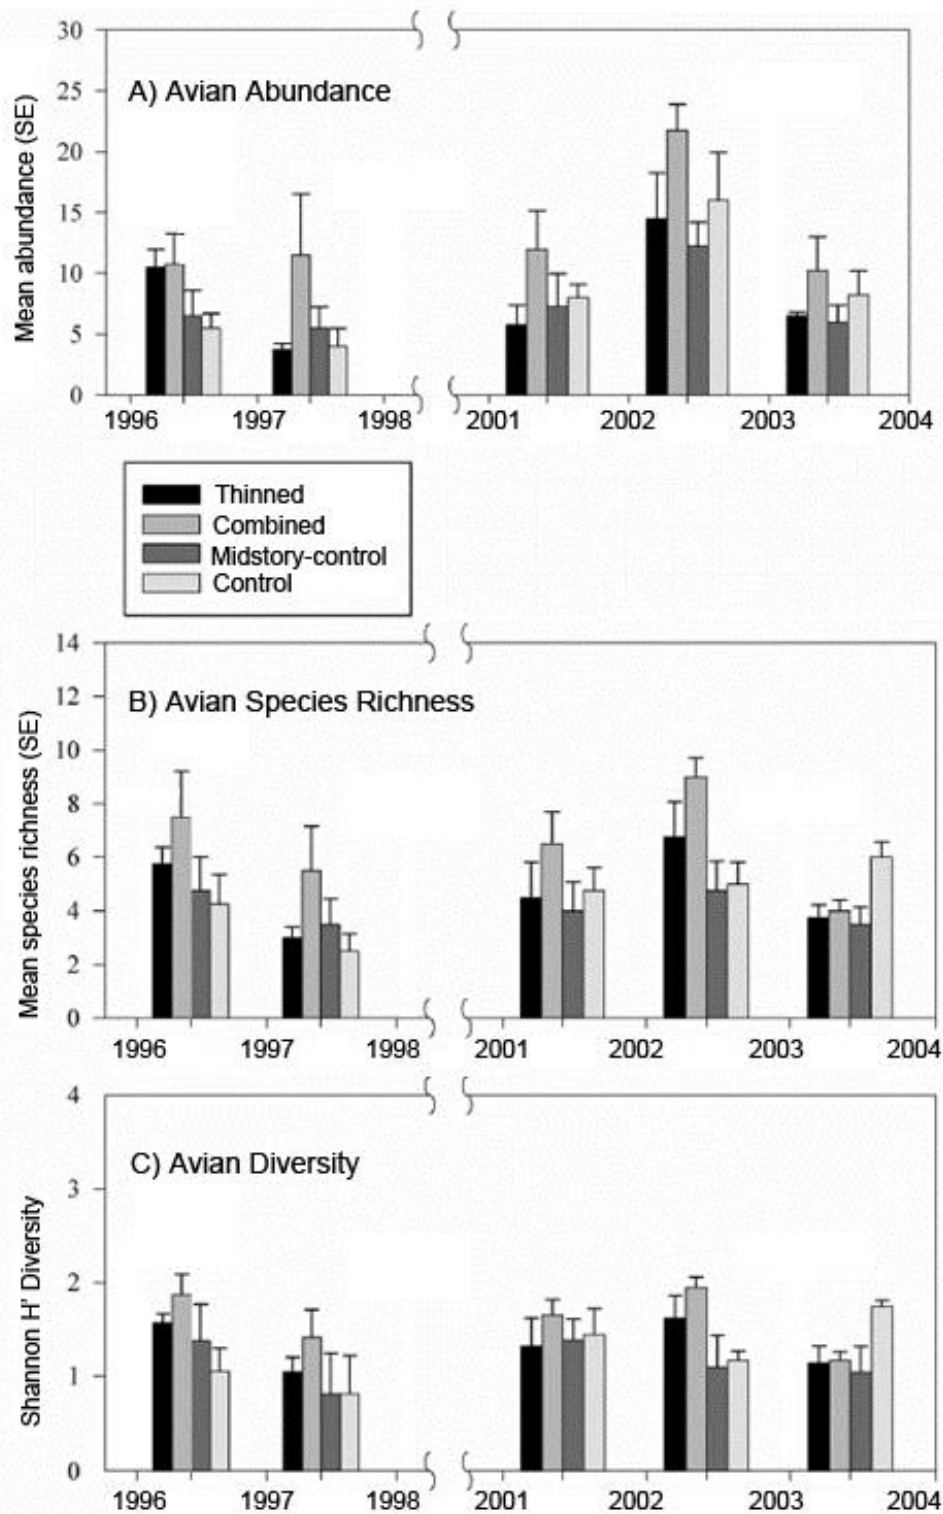 30
A) Avian Abundance
25
20
15
10
5
0
Mean abundance (SE)
1996 1997 1998 2001 2002 2003 2004
Thinned
Combined
Midstory-control
Control
14
B) Avian Species Richness
12
10
8
6
4
2
0
Mean species richness (SE)
1996 1997 1998 2001 2002 2003 2004
4
C) Avian Diversity
3
2
1
0
Shannon H' Diversity
1996 1997 1998 2001 2002 2003 2004